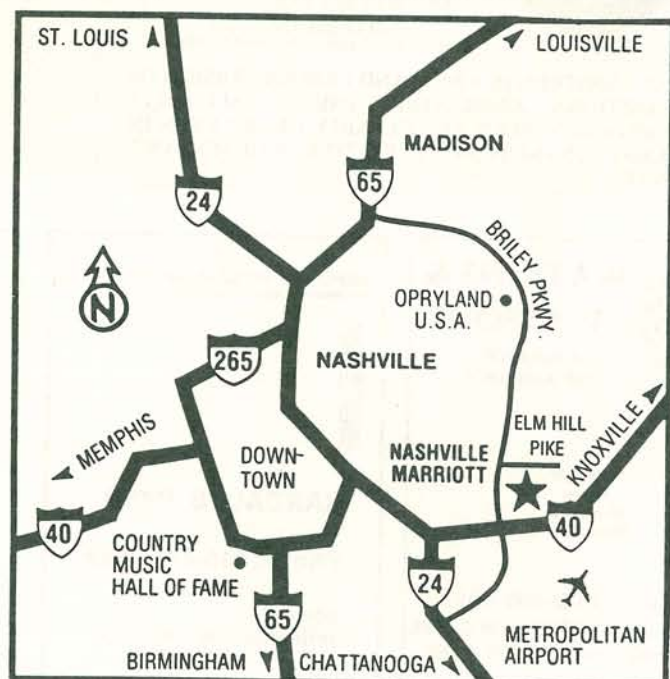 ST. LOUIS
LOUISVILLE
MADISON
65
24
BRILEY PKWY.
N
OPRYLAND
U.S.A.
265
NASHVILLE
ELM HILL
PIKE
KNOXVILLE
MEMPHIS
DOWN-
TOWN
NASHVILLE
MARRIOTT
40
40
COUNTRY
MUSIC
HALL OF FAME
24
65
METROPOLITAN
AIRPORT
BIRMINGHAM
CHATTANOOGA